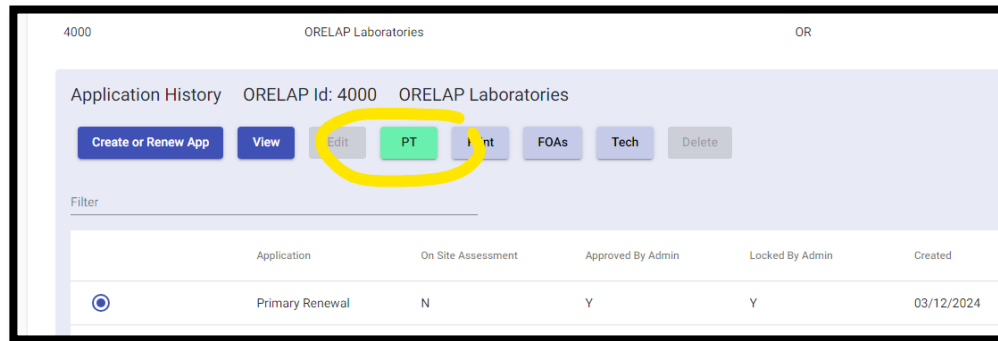 4000 ORELAP Laboratories OR
Application History ORELAP Id: 4000 ORELAP Laboratories
Create or Renew App View Edit PT Print FOAs Tech Delete
Filter
Application On Site Assessment Approved By Admin Locked By Admin Created
Primary Renewal N Y Y 03/12/2024